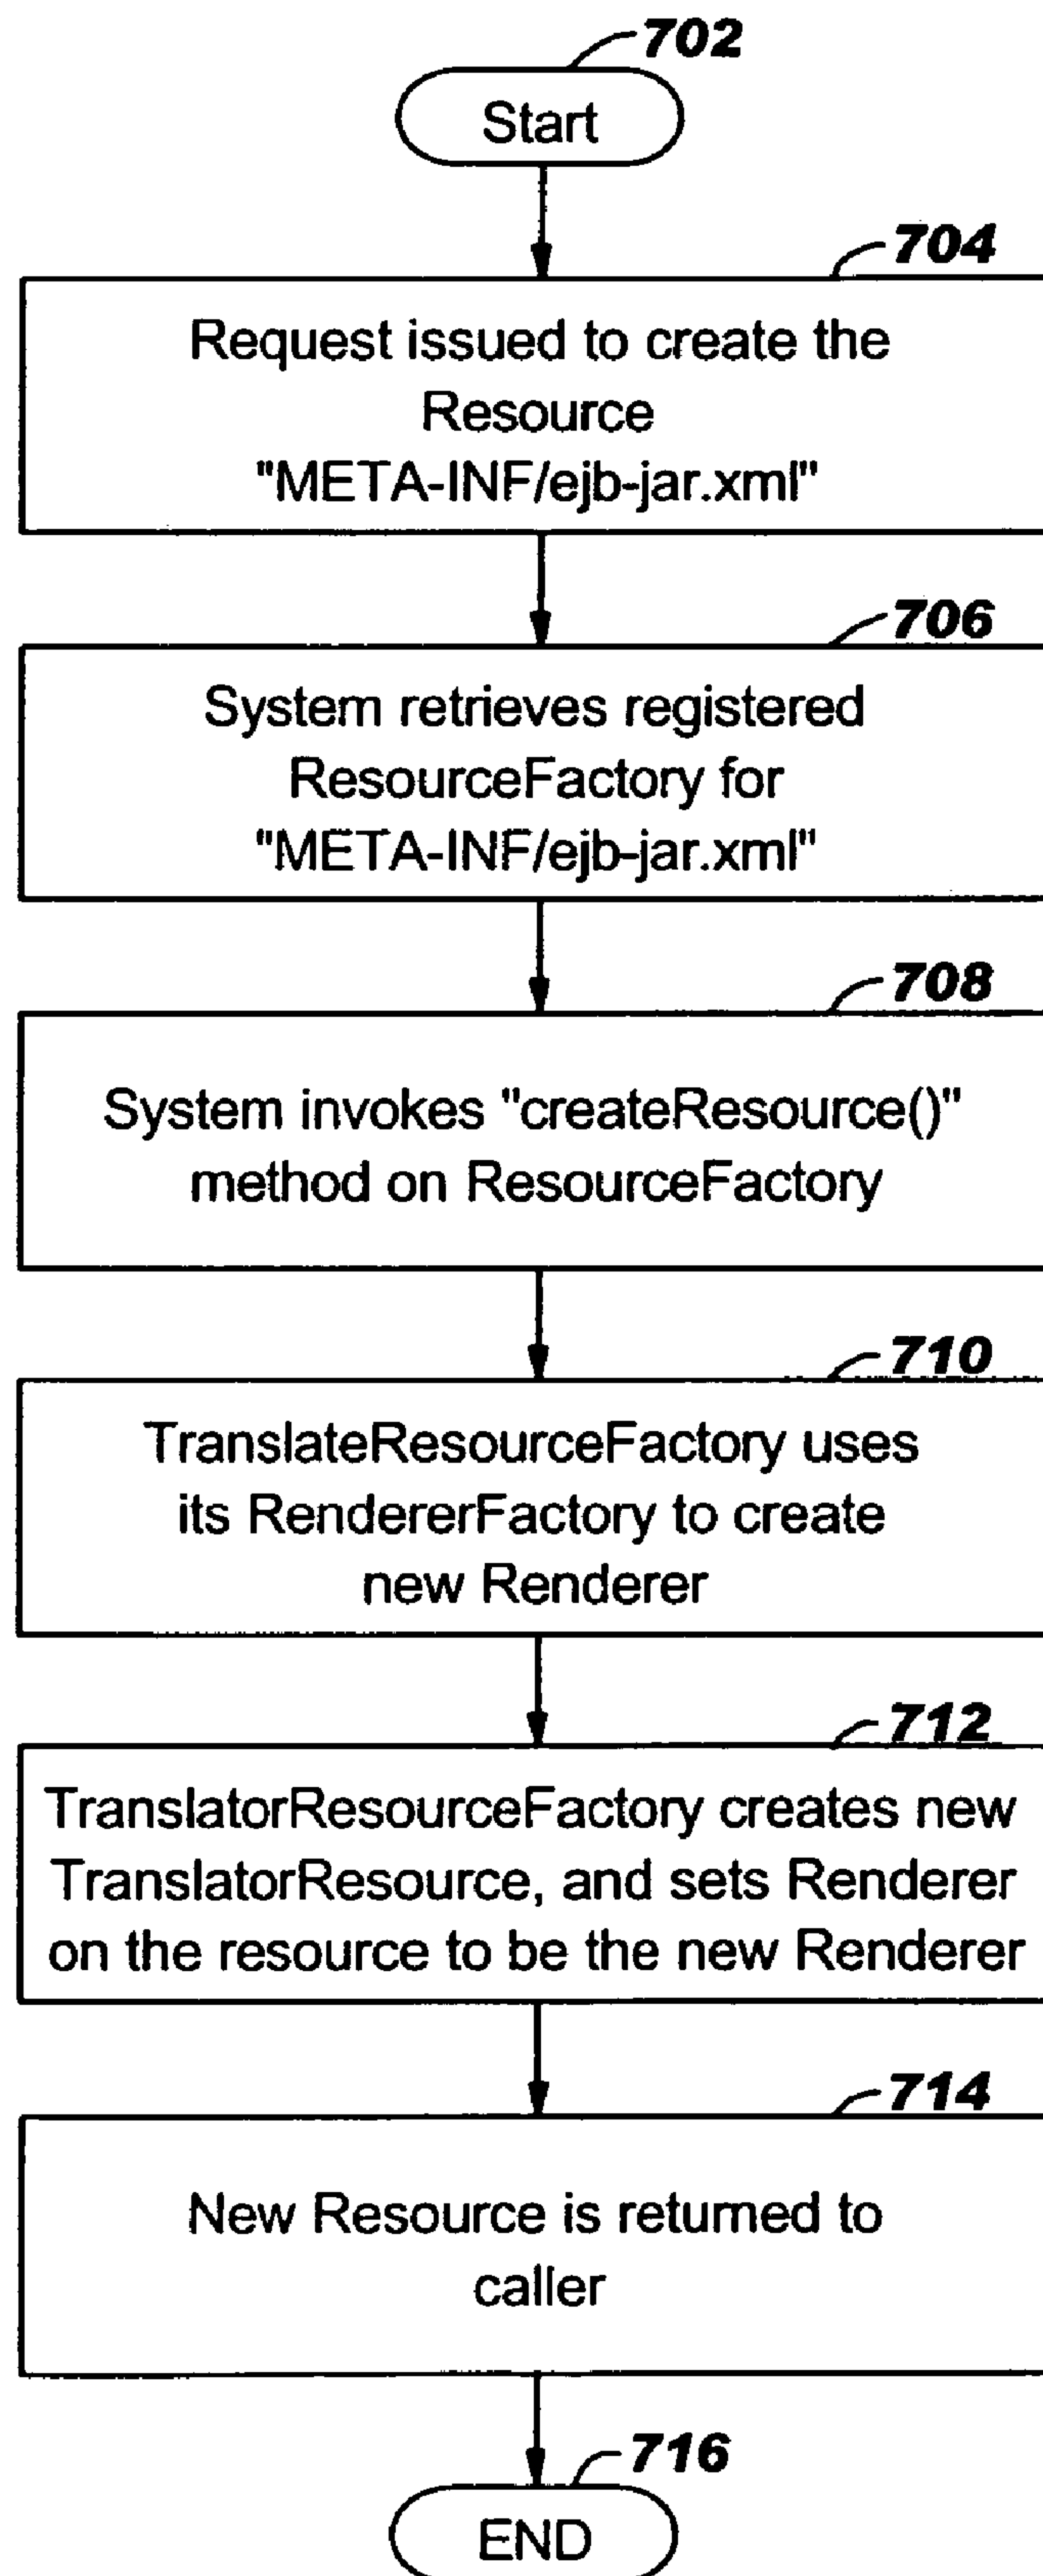 702
Start
704
Request issued to create the
Resource
"META-INF/ejb-jar.xml"
706
System retrieves registered
ResourceFactory for
"META-INF/ejb-jar.xml"
708
System invokes "createResource()"
method on ResourceFactory
710
TranslateResourceFactory uses
its RendererFactory to create
new Renderer
712
TranslatorResourceFactory creates new
TranslatorResource, and sets Renderer
on the resource to be the new Renderer
714
New Resource is returned to
caller
716
END